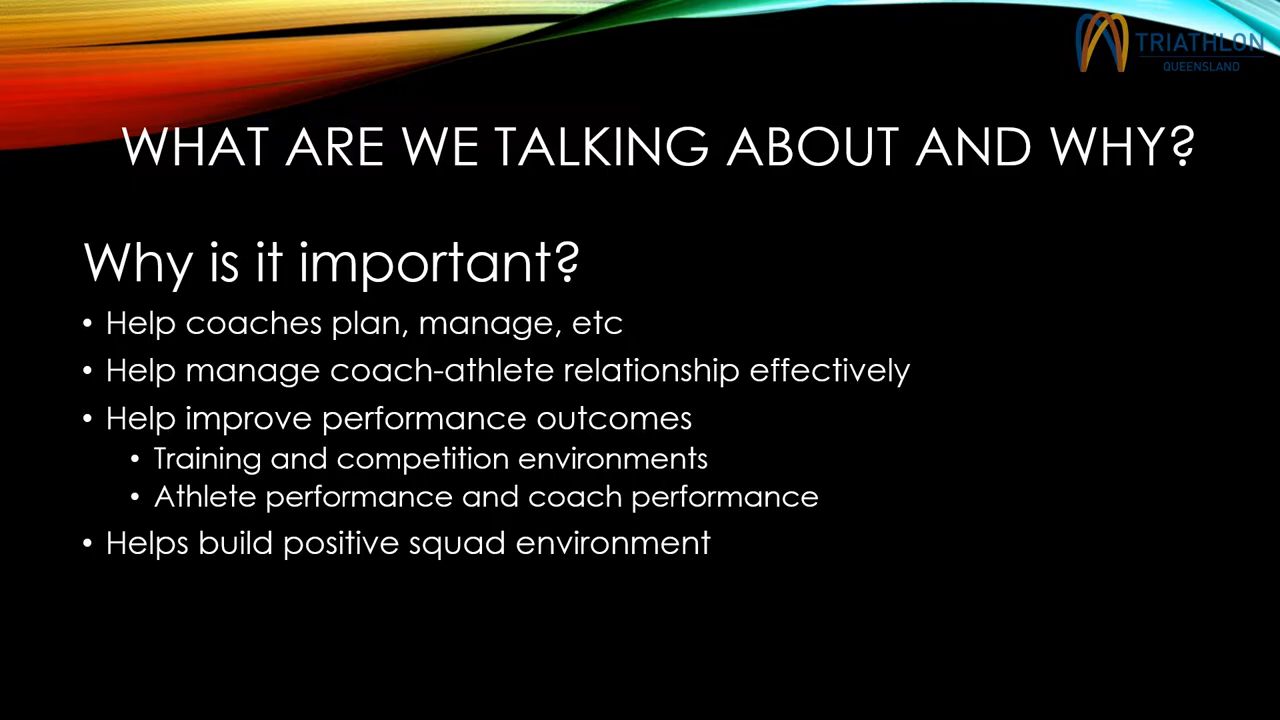 TRIATHLON
QUEENSLAND
WHAT ARE WE TALKING ABOUT AND WHY?
Why is it important?
• Help coaches plan, manage, etc
• Help manage coach-athlete relationship effectively
• Help improve performance outcomes
• Training and competition environments
• Athlete performance and coach performance
• Helps build positive squad environment